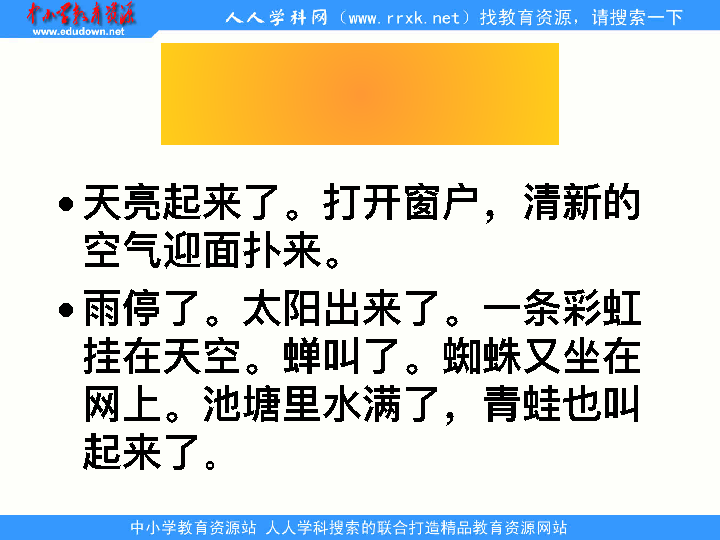 中小学教育资源
www.edudown.net
人人学科网（www.rrxk.net）找教育资源，请搜索一下
•天亮起来了。打开窗户，清新的
空气迎面扑来。
•雨停了。太阳出来了。一条彩虹
挂在天空。蝉叫了。蜘蛛又坐在
网上。池塘里水满了，青蛙也叫
起来了。
中小学教育资源站 人人学科搜索的联合打造精品教育资源网站